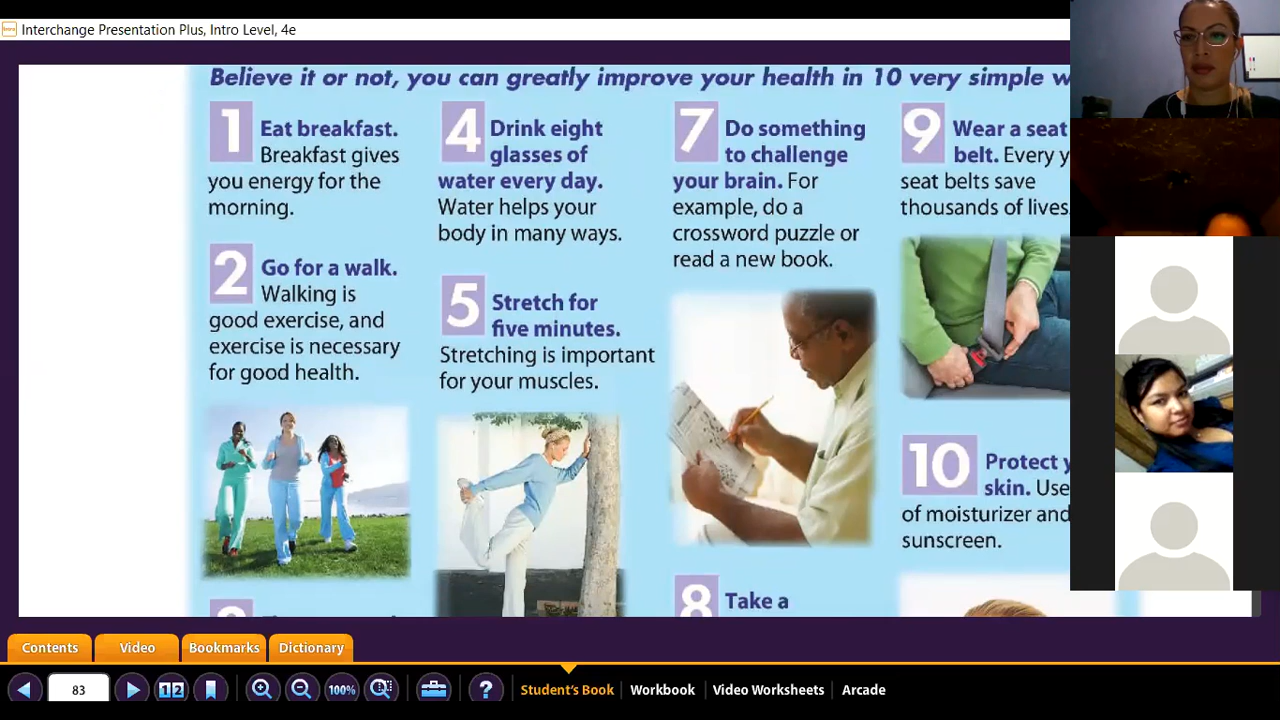 Interchange Presentation Plus, Intro Level, 4e
Believe it or not, you can greatly improve your health in 10 very simple
1 Eat breakfast.
Breakfast gives
you energy for the
morning.
2 Go for a walk.
Walking is
good exercise, and
exercise is necessary
for good health.
4 Drink eight
glasses of
water every day.
Water helps your
body in many ways.
5 Stretch for
five minutes.
Stretching is important
for your muscles.
7 Do something
to challenge
your brain. For
example, do a
crossword puzzle or
read a new book.
8 Take a
9 Wear a seat
belt. Every
seat belts save
thousands of lives.
10 Protect
skin. Use
of moisturizer and
sunscreen.
Contents Video Bookmarks Dictionary
83 12 100% ? Student's Book Workbook Video Worksheets Arcade